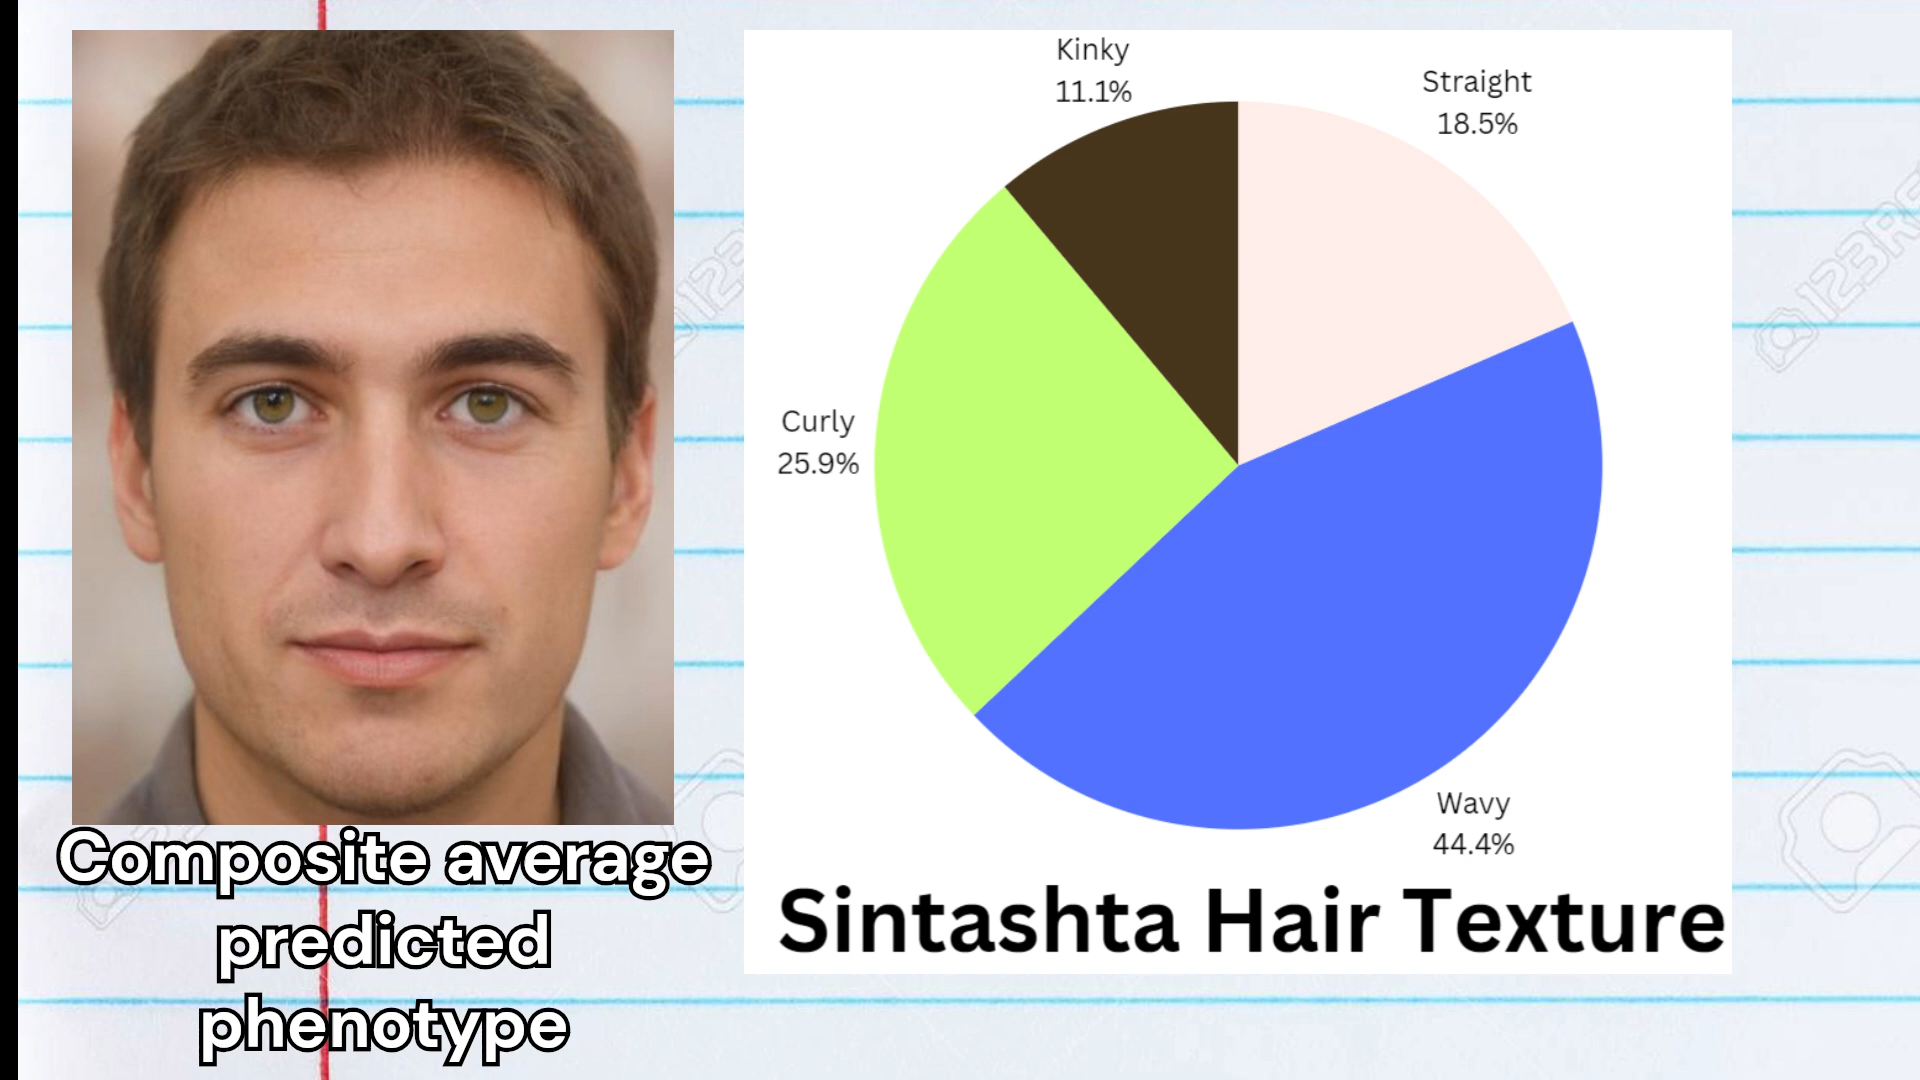 Kinky
11.1%
Straight
18.5%
Curly
25.9%
Wavy
44.4%
Sintashta Hair Texture
Composite average
predicted
phenotype
123RF